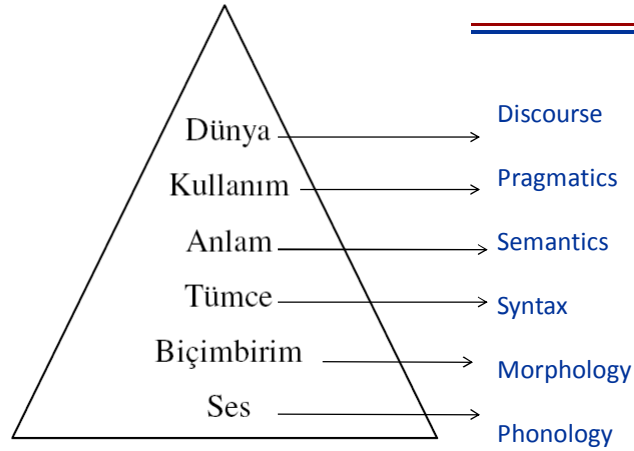 Dünya Discourse
Kullanım Pragmatics
Anlam Semantics
Tümce Syntax
Biçimbirim Morphology
Ses Phonology